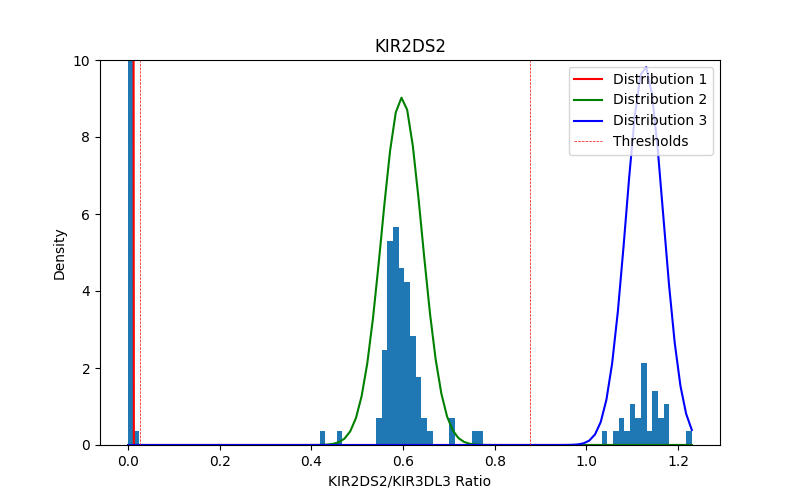 KIR2DS2
Distribution 1
Distribution 2
Distribution 3
Thresholds
Density
10
8
6
4
2
0
0.0 0.2 0.4 0.6 0.8 1.0 1.2
KIR2DS2/KIR3DL3 Ratio